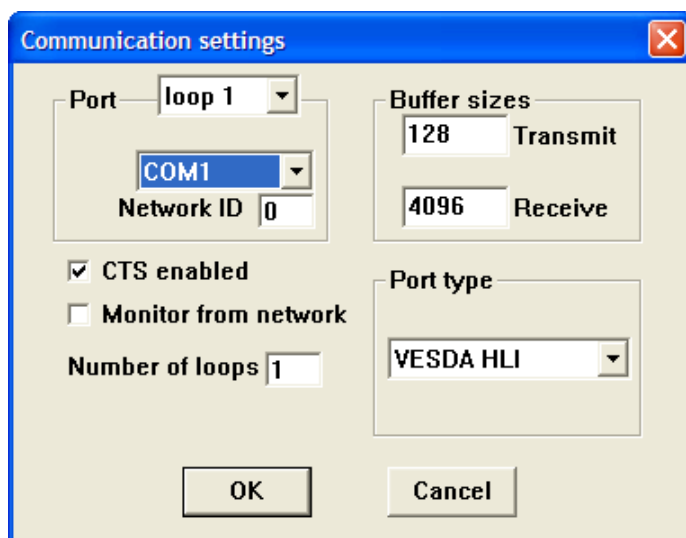 Communication settings
Port loop 1
COM1
Network ID 0
Buffer sizes
128 Transmit
4096 Receive
CTS enabled
Monitor from network
Number of loops 1
Port type
VESDA HLI
OK Cancel